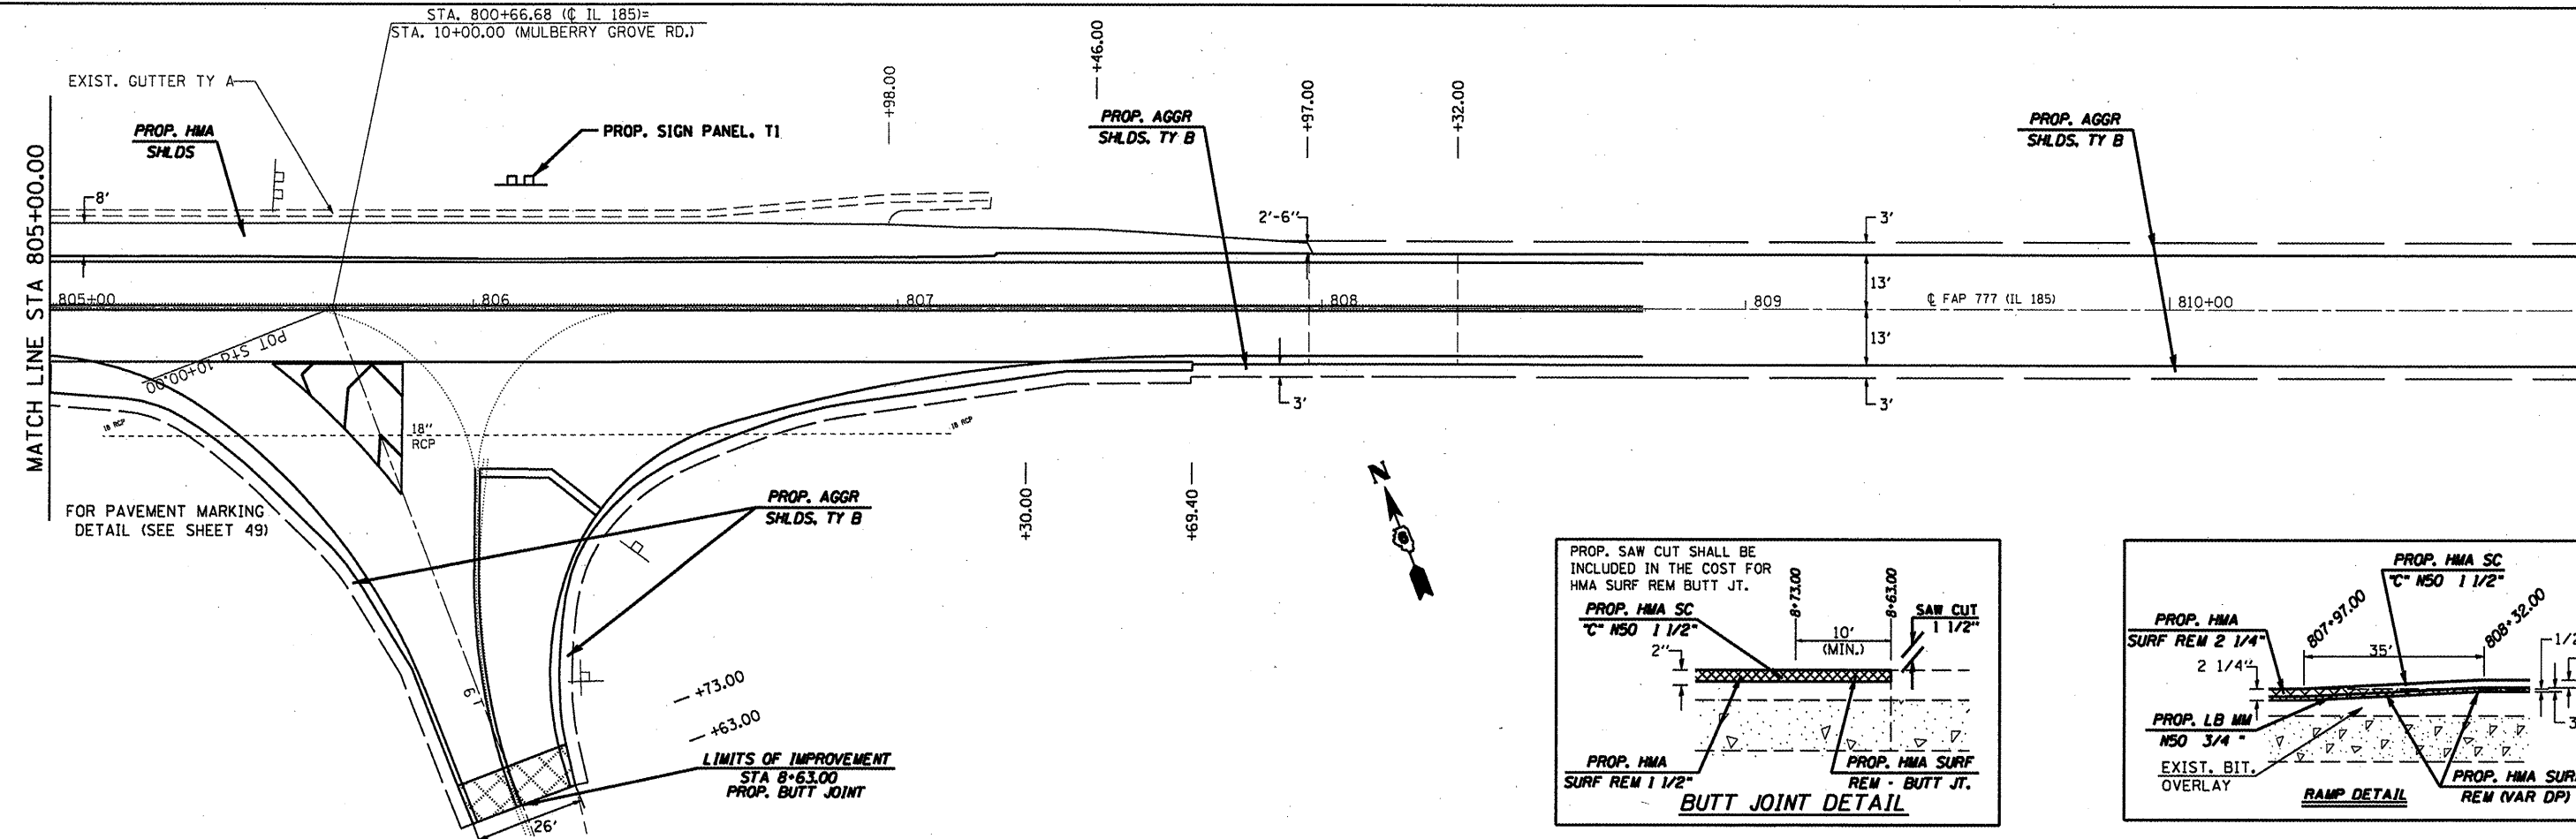 STA. 800+66.68 (℄ IL 185)=
STA. 10+00.00 (MULBERRY GROVE RD.)
EXIST. GUTTER TY A
PROP. HMA
SHLDS
PROP. SIGN PANEL, T1
+98.00
+46.00
PROP. AGGR
SHLDS, TY B
+97.00
+32.00
PROP. AGGR
SHLDS, TY B
MATCH LINE STA 805+00.00
8'
2'-6"
3'
805+00
806
807
808
809
℄ FAP 777 (IL 185)
810+00
13'
13'
POT Sta 10+00.00
3'
3'
18 RCP
18"
RCP
18 RCP
FOR PAVEMENT MARKING
DETAIL (SEE SHEET 49)
PROP. AGGR
SHLDS, TY B
+30.00
+69.40
N
+73.00
+63.00
LIMITS OF IMPROVEMENT
STA 8+63.00
PROP. BUTT JOINT
26'
PROP. SAW CUT SHALL BE
INCLUDED IN THE COST FOR
HMA SURF REM BUTT JT.
PROP. HMA SC
"C" N50 1 1/2"
8+73.00
8+63.00
10'
(MIN.)
SAW CUT
1 1/2"
2"
PROP. HMA
SURF REM 1 1/2"
PROP. HMA SURF
REM - BUTT JT.
BUTT JOINT DETAIL
PROP. HMA SC
"C" N50 1 1/2"
PROP. HMA
SURF REM 2 1/4"
807+97.00
808+32.00
35'
2 1/4"
PROP. LB MM
N50 3/4 "
EXIST. BIT.
OVERLAY
RAMP DETAIL
PROP. HMA SURF
REM (VAR DP)